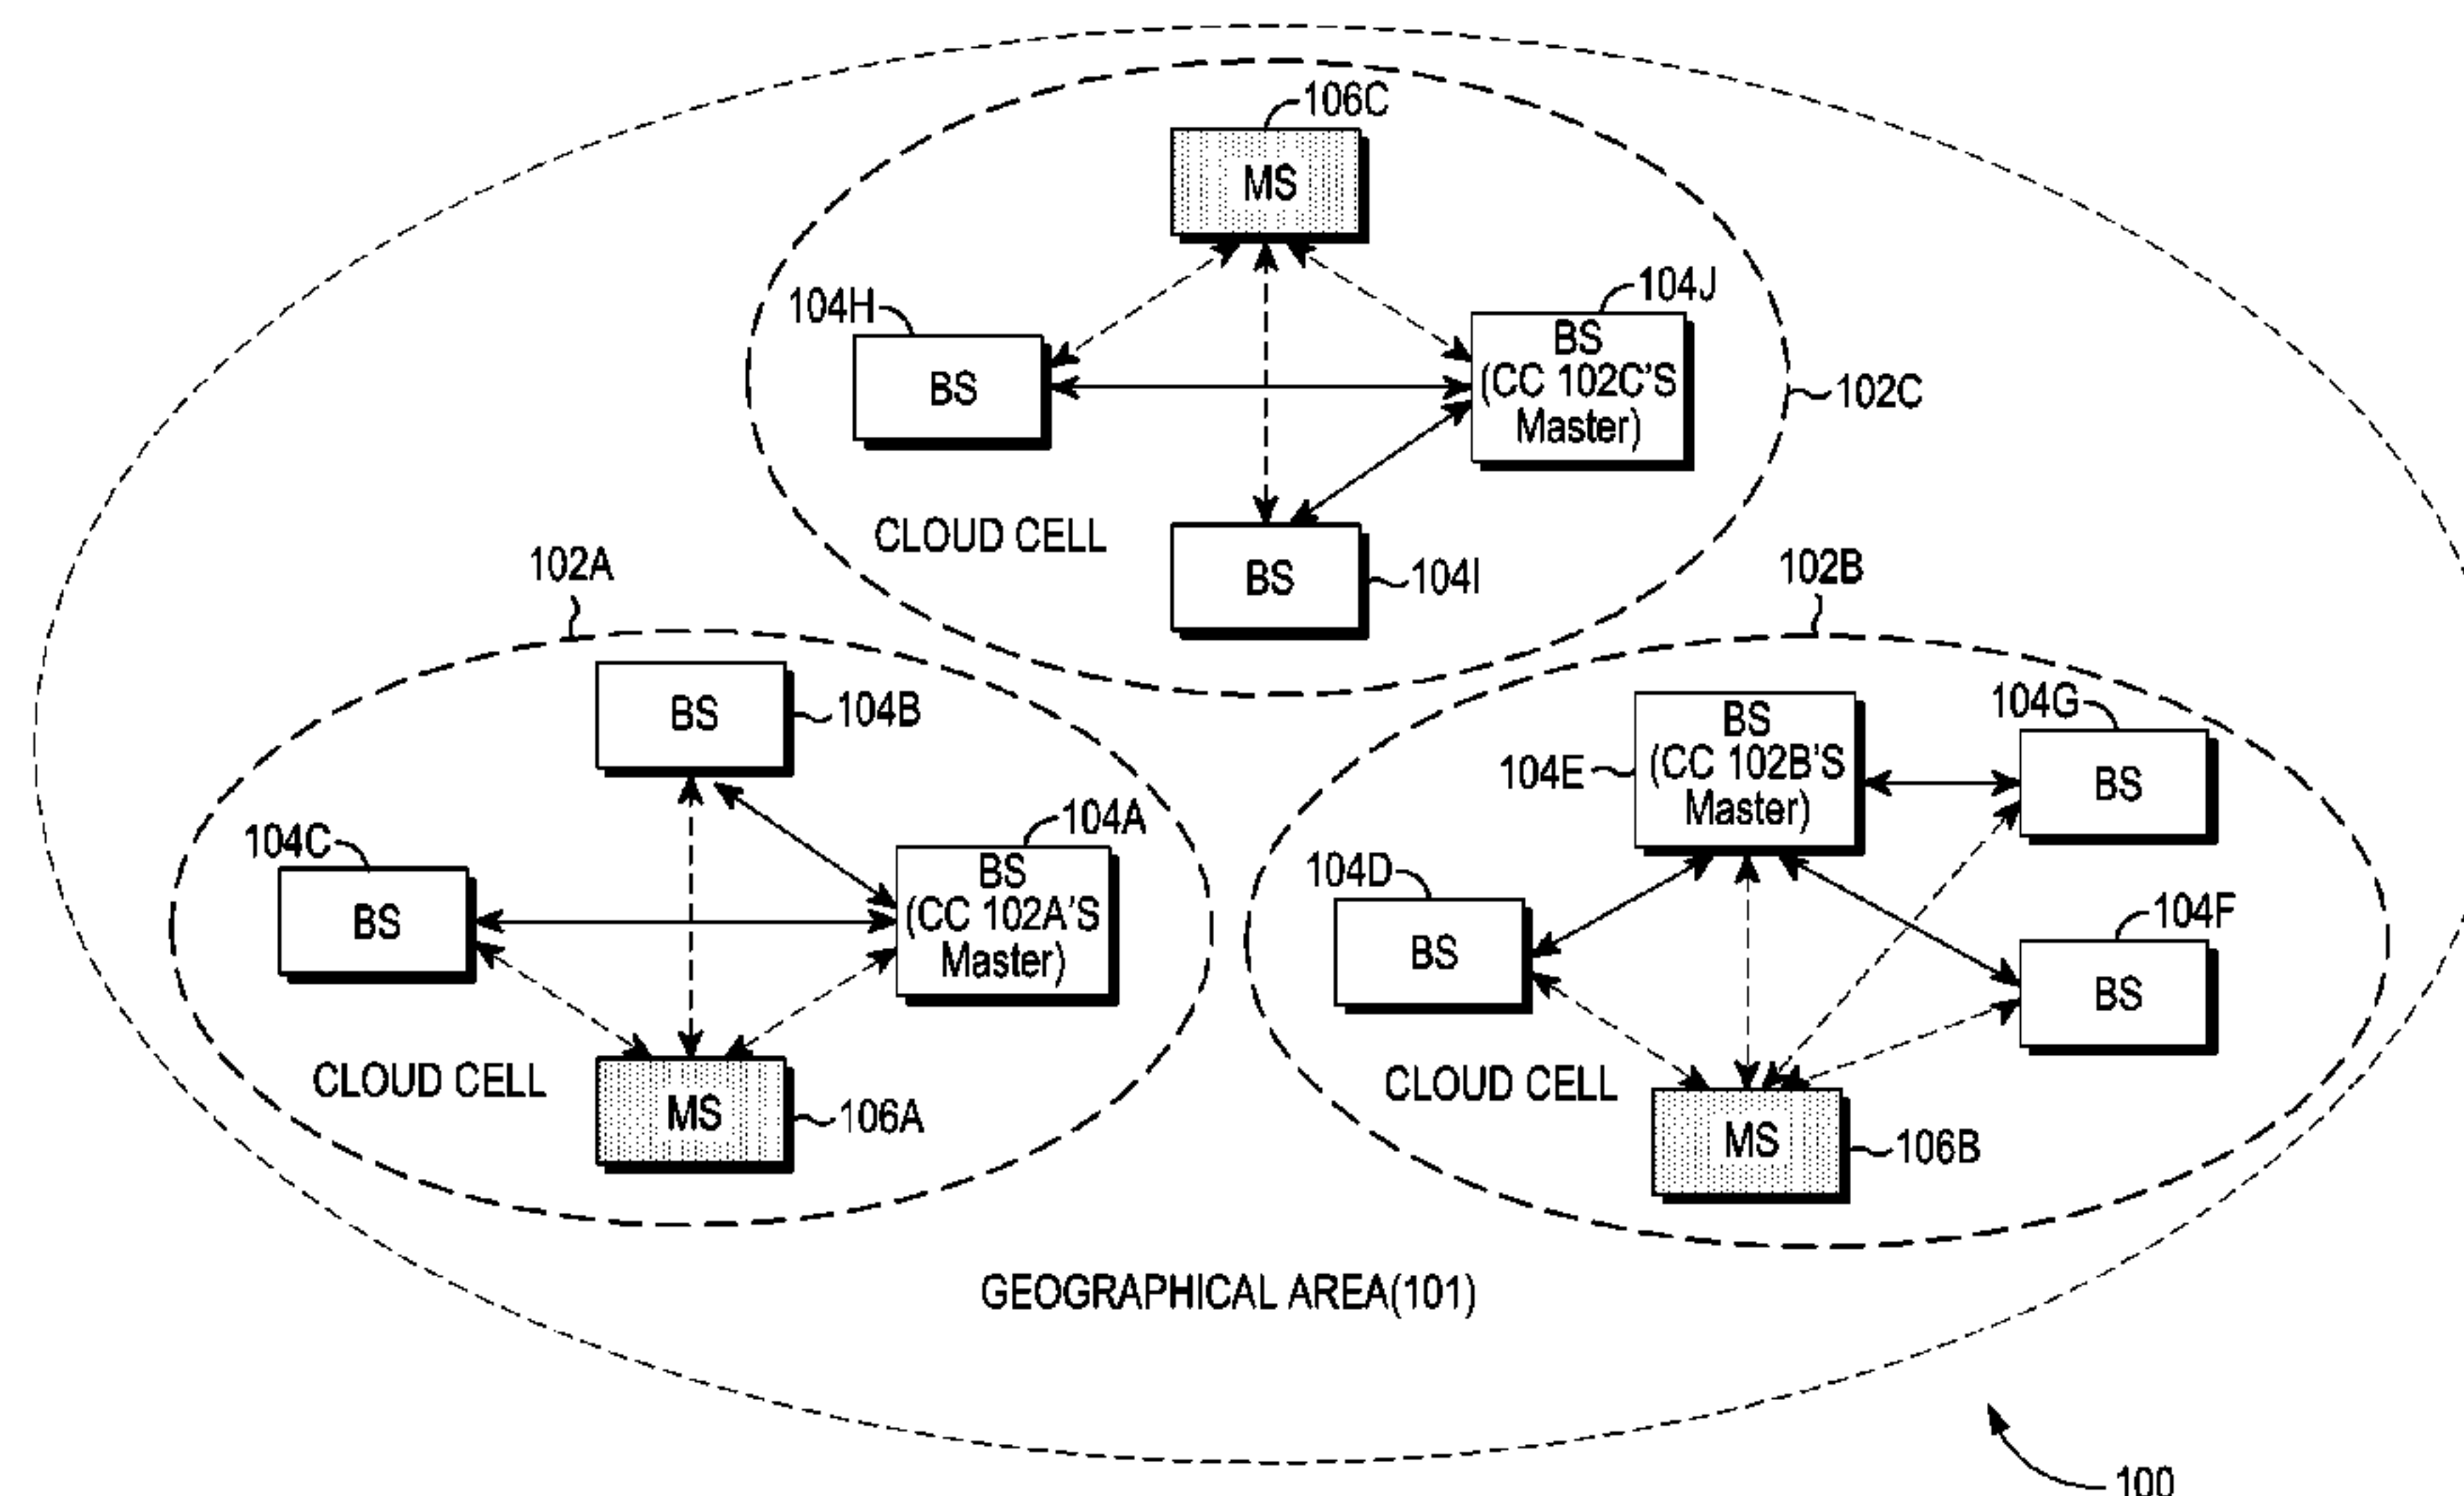 106C
MS
104H
104J
BS
BS
(CC 102C'S
Master)
102C
CLOUD CELL
BS
104I
102A
102B
BS
104B
104G
BS
(CC 102B'S
Master)
104E
BS
104C
104A
BS
BS
(CC 102A'S
Master)
104D
BS
104F
BS
CLOUD CELL
MS
106A
CLOUD CELL
MS
106B
GEOGRAPHICAL AREA(101)
100